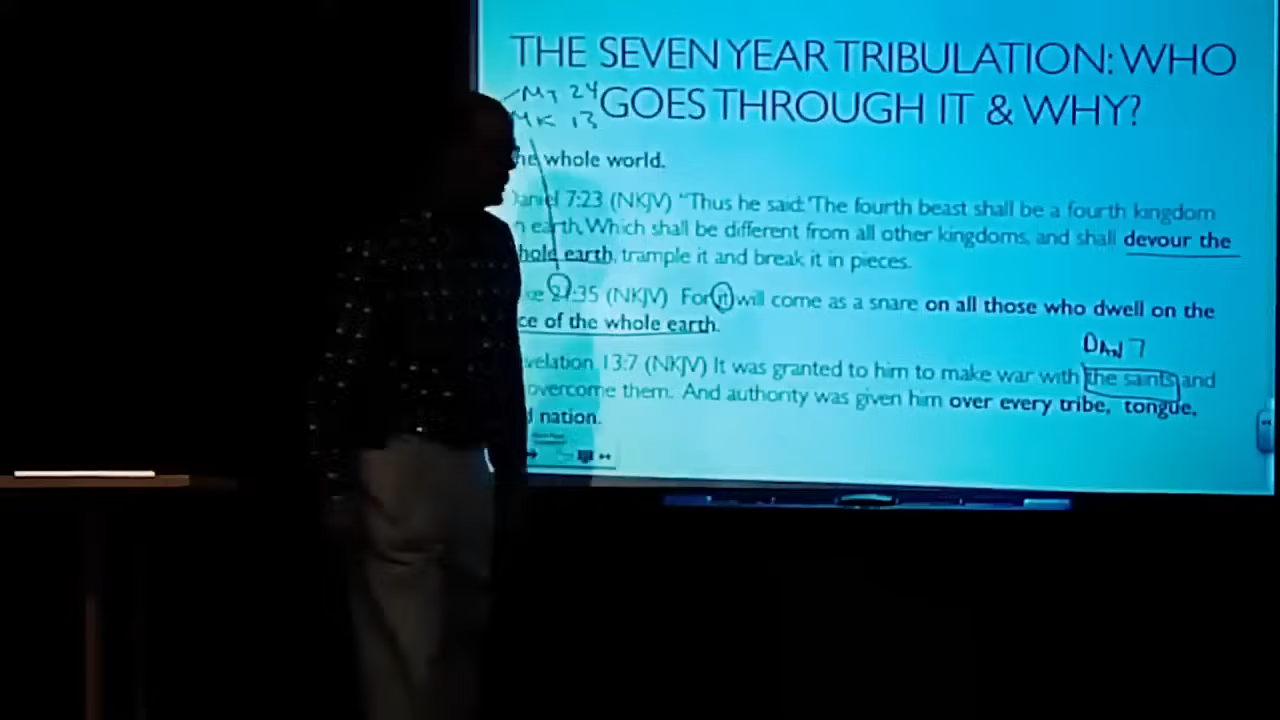 THE SEVEN YEAR TRIBULATION: WHO
MT 24
GOES THROUGH IT & WHY?
MK 13
he whole world.
Daniel 7:23 (NKJV) “Thus he said: ‘The fourth beast shall be a fourth kingdom
n earth, Which shall be different from all other kingdoms, and shall devour the
hole earth, trample it and break it in pieces.
ke 21:35 (NKJV) For it will come as a snare on all those who dwell on the
ce of the whole earth.
DAN 7
velation 13:7 (NKJV) It was granted to him to make war with the saints and
overcome them. And authority was given him over every tribe, tongue,
d nation.